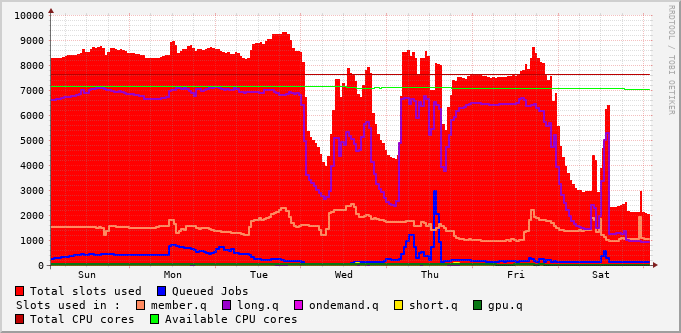 10000
9000
8000
7000
6000
5000
4000
3000
2000
1000
0
Sun Mon Tue Wed Thu Fri Sat
RRDTOOL / TOBI OETIKER
Total slots used Queued Jobs
Slots used in : member.q long.q ondemand.q short.q gpu.q
Total CPU cores Available CPU cores